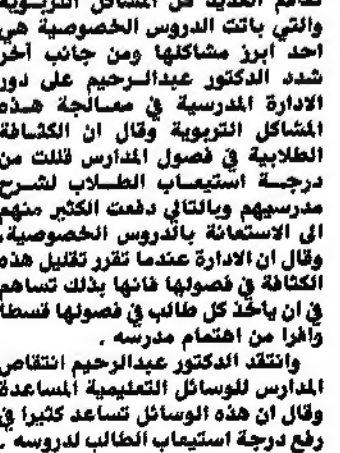 تفاقم العديد من المشاكل التربوية
والتي باتت الدروس الخصوصية هي
احد ابرز مشاكلها ومن جانب آخر
شدد الدكتور عبدالرحيم على دور
الادارة المدرسية في معالجة هذه
المشاكل التربوية وقال ان الكثافة
الطلابية في فصول المدارس قللت من
درجة استيعاب الطلاب لشرح
مدرسيهم وبالتالي دفعت الكثير منهم
الى الاستعانة بالدروس الخصوصية،
وقال ان الادارة عندما تقرر تقليل هذه
الكثافة في فصولها فانها بذلك تساهم
في ان يأخذ كل طالب في فصولها قسطا
وافرا من اهتمام مدرسه .
وانتقد الدكتور عبدالرحيم انتقاص
المدارس للوسائل التعليمية المساعدة
وقال ان هذه الوسائل تساعد كثيرا في
رفع درجة استيعاب الطالب لدروسه .